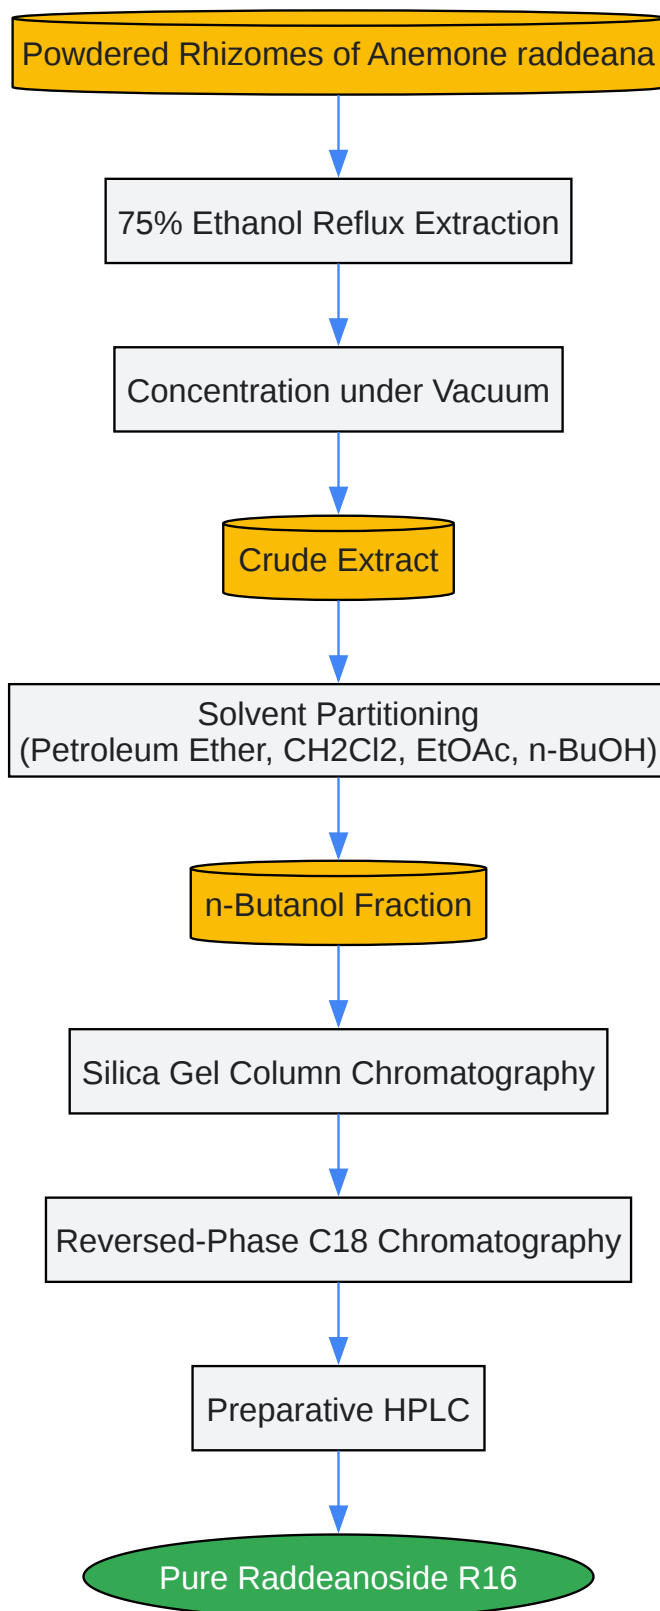 Powdered Rhizomes of Anemone raddeana
75% Ethanol Reflux Extraction
Concentration under Vacuum
Crude Extract
Solvent Partitioning
(Petroleum Ether, CH2Cl2, EtOAc, n-BuOH)
n-Butanol Fraction
Silica Gel Column Chromatography
Reversed-Phase C18 Chromatography
Preparative HPLC
Pure Raddeanoside R16